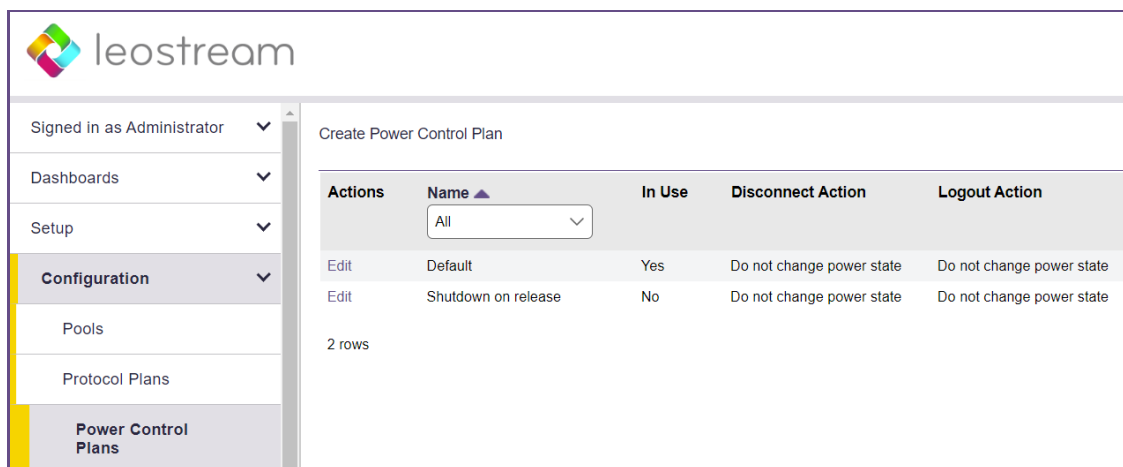 leostream
Signed in as Administrator
Dashboards
Setup
Configuration
Pools
Protocol Plans
Power Control
Plans
Create Power Control Plan
Actions Name In Use Disconnect Action Logout Action
All
Edit Default Yes Do not change power state Do not change power state
Edit Shutdown on release No Do not change power state Do not change power state
2 rows